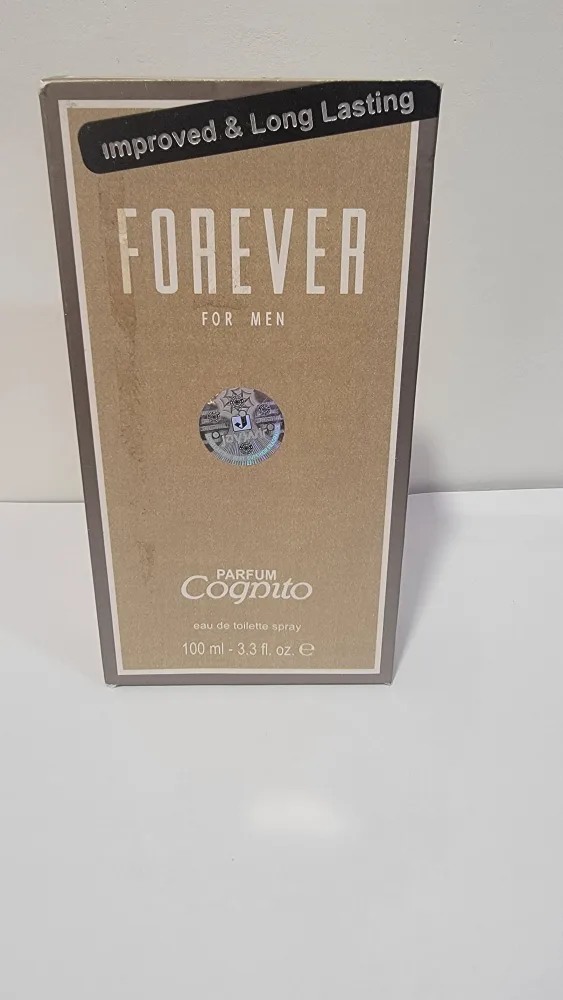 Improved & Long Lasting
FOREVER
FOR MEN
J
PARFUM
Cognito
eau de toilette spray
100 ml - 3.3 fl. oz. ℮